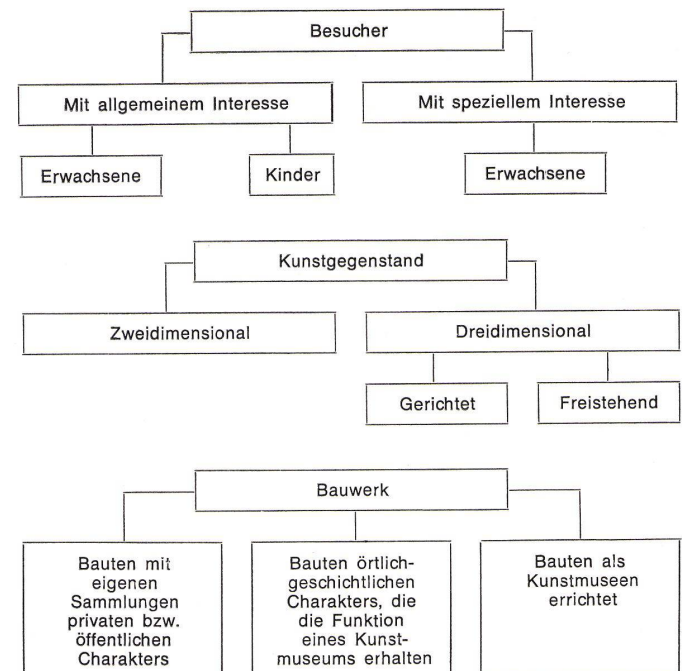 Besucher
Mit allgemeinem Interesse
Mit speziellem Interesse
Erwachsene
Kinder
Erwachsene
Kunstgegenstand
Zweidimensional
Dreidimensional
Gerichtet
Freistehend
Bauwerk
Bauten mit
eigenen
Sammlungen
privaten bzw.
öffentlichen
Charakters
Bauten örtlich-
geschichtlichen
Charakters, die
die Funktion
eines Kunst-
museums erhalten
Bauten als
Kunstmuseen
errichtet